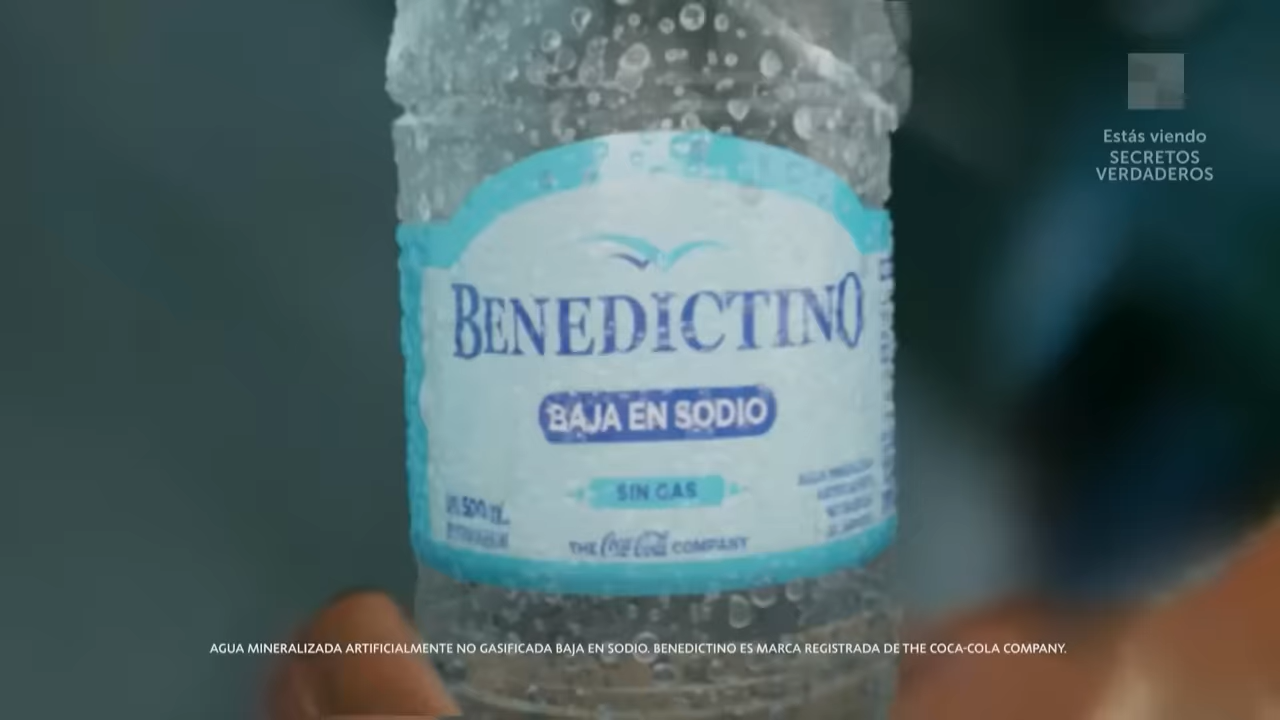 Estás viendo
SECRETOS
VERDADEROS
BENEDICTINO
BAJA EN SODIO
SIN GAS
500
THE Coca-Cola COMPANY
AGUA MINERALIZADA ARTIFICIALMENTE NO GASIFICADA BAJA EN SODIO. BENEDICTINO ES MARCA REGISTRADA DE THE COCA-COLA COMPANY.